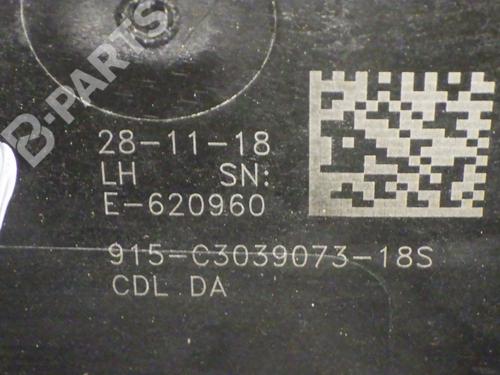 B-PARTS
28-11-18
LH SN:
E-620960
915-C3039073-18S
CDL DA